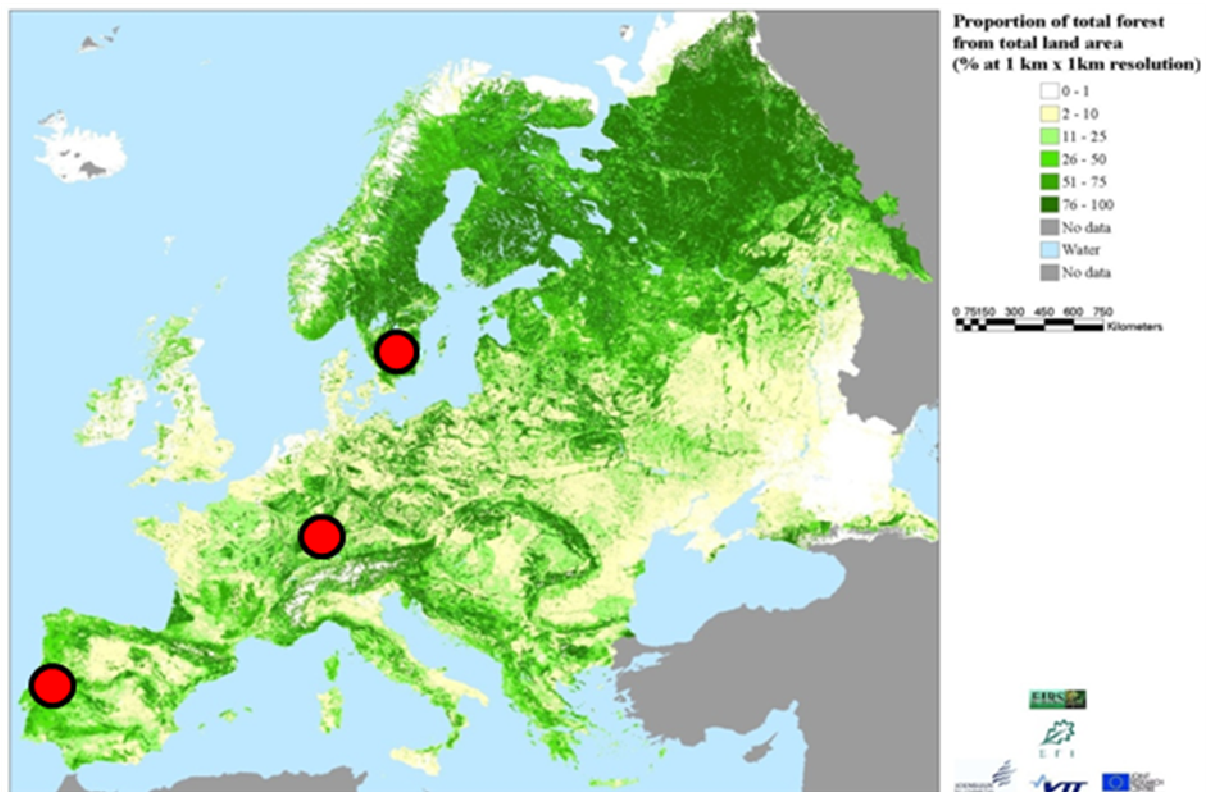 Proportion of total forest
from total land area
(% at 1 km x 1km resolution)
0 - 1
2 - 10
11 - 25
26 - 50
51 - 75
76 - 100
No data
Water
No data
0 75150 300 450 600 750
Kilometers
EFI